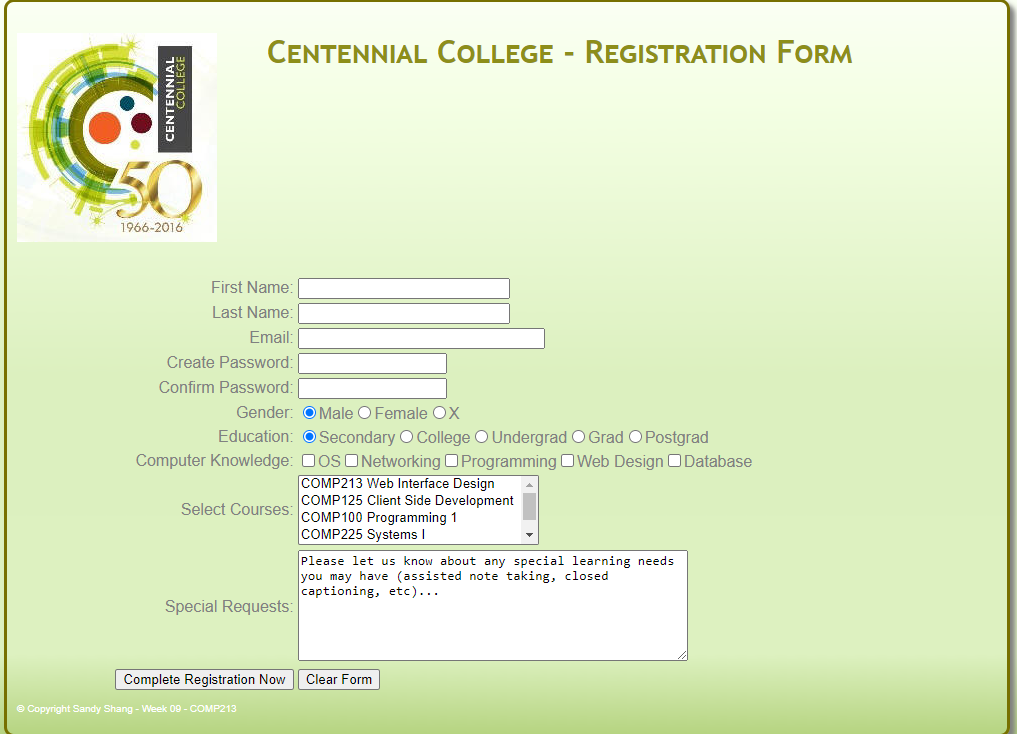 CENTENNIAL COLLEGE - REGISTRATION FORM
CENTENNIAL
COLLEGE
50
1966-2016
First Name:
Last Name:
Email:
Create Password:
Confirm Password:
Gender: Male Female X
Education: Secondary College Undergrad Grad Postgrad
Computer Knowledge: OS Networking Programming Web Design Database
Select Courses:
COMP213 Web Interface Design
COMP125 Client Side Development
COMP100 Programming 1
COMP225 Systems I
Special Requests:
Please let us know about any special learning needs
you may have (assisted note taking, closed
captioning, etc)...
Complete Registration Now Clear Form
© Copyright Sandy Shang - Week 09 - COMP213